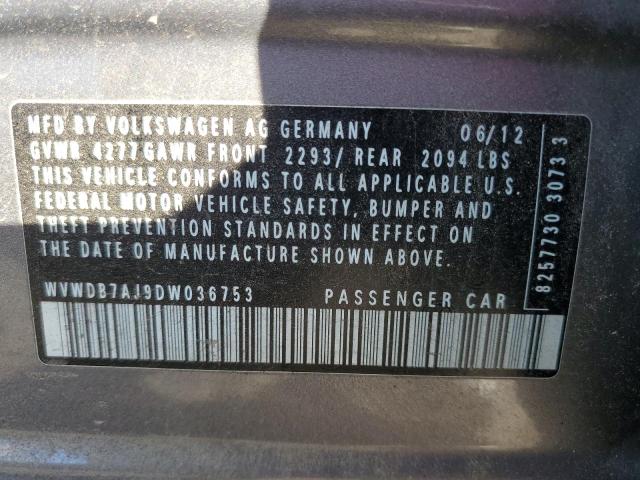 MFD BY VOLKSWAGEN AG GERMANY 06/12
GVWR 4277GAWR FRONT 2293/ REAR 2094 LBS
THIS VEHICLE CONFORMS TO ALL APPLICABLE U.S.
FEDERAL MOTOR VEHICLE SAFETY, BUMPER AND
THEFT PREVENTION STANDARDS IN EFFECT ON
THE DATE OF MANUFACTURE SHOWN ABOVE.
WVWDB7AJ9DW036753 PASSENGER CAR
8257730 3073 3